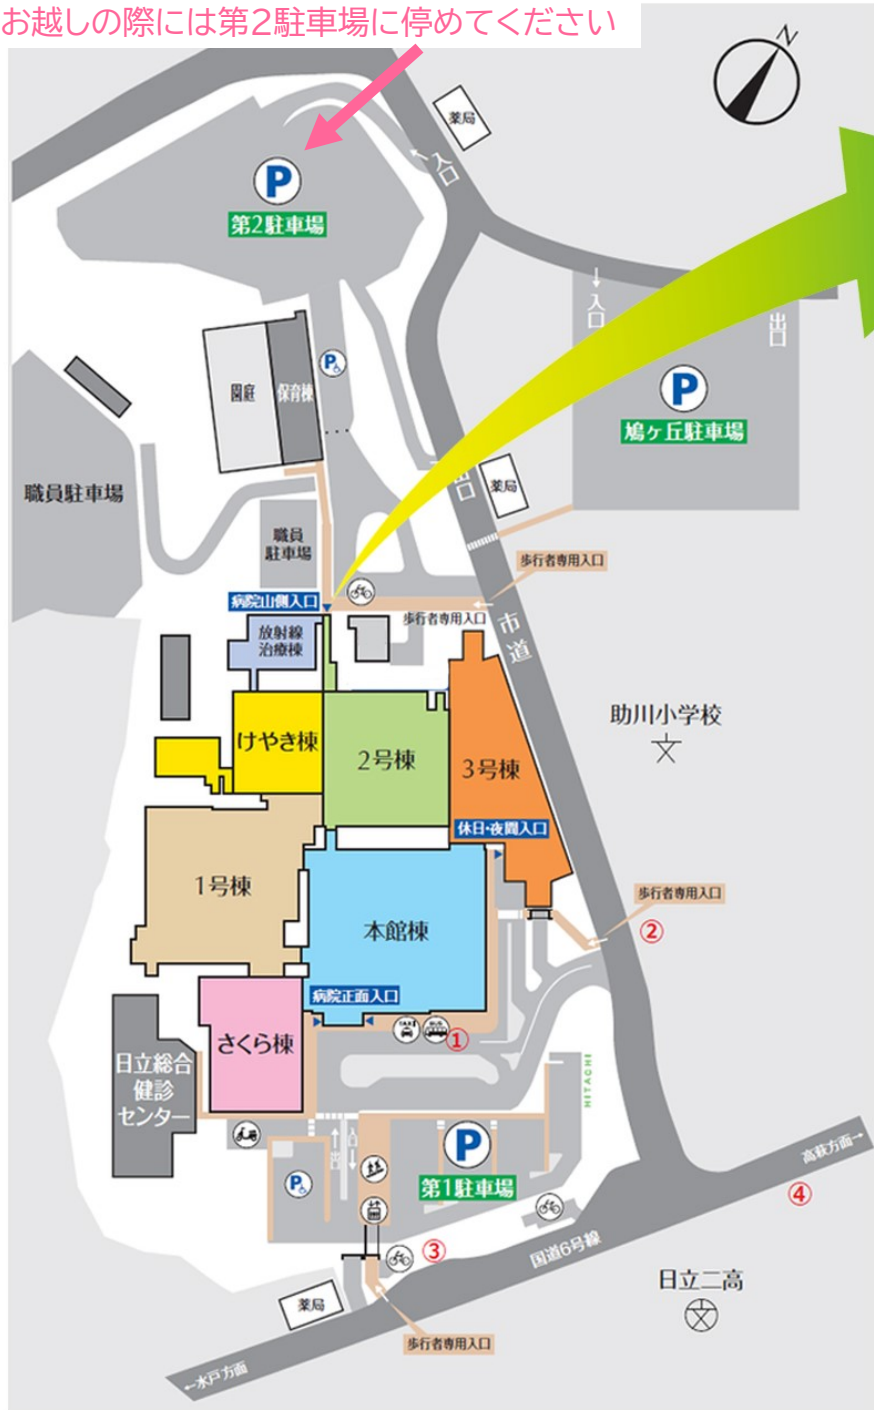 お越しの際には第2駐車場に停めてください
N
薬局
←入口
P
第2駐車場
↓入口
出口
P
園庭
保育棟
P
鳩ヶ丘駐車場
職員駐車場
出口
薬局
職員
駐車場
歩行者専用入口
病院山側入口
歩行者専用入口
市道
放射線
治療棟
助川小学校
文
けやき棟
2号棟
3号棟
休日・夜間入口
1号棟
歩行者専用入口
本館棟
②
病院正面入口
TAXI
BUS
①
さくら棟
日立総合
健診
センター
HITACHI
↑出口
入口↓
P
高萩方面→
第1駐車場
P
④
③
国道6号線
日立二高
文
薬局
歩行者専用入口
←水戸方面